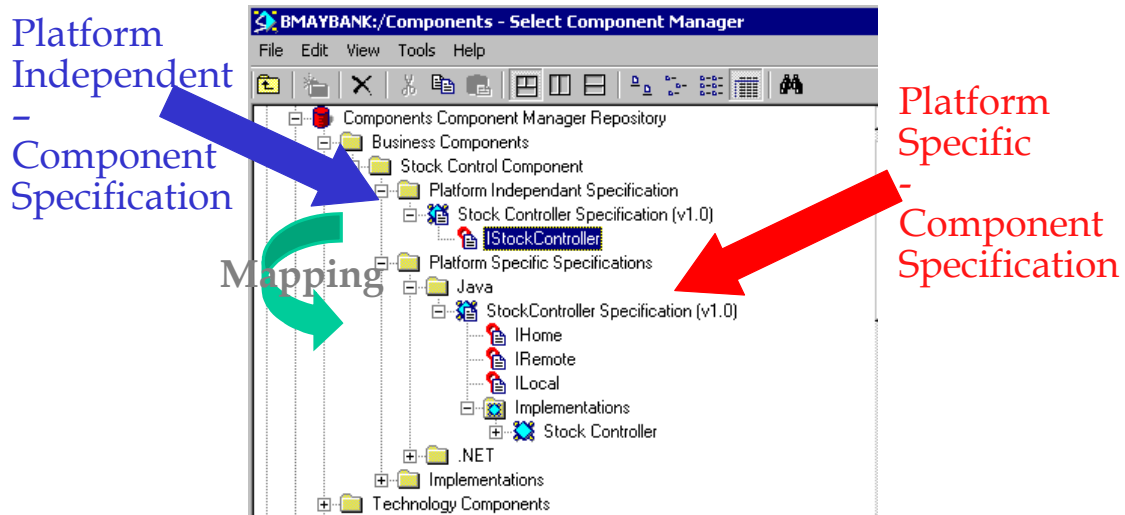 Platform
Independent
–
Component
Specification
BMAYBANK:/Components - Select Component Manager
File Edit View Tools Help
Components Component Manager Repository
Business Components
Stock Control Component
Platform Independant Specification
Stock Controller Specification (v1.0)
IStockController
Platform Specific Specifications
Java
StockController Specification (v1.0)
IHome
IRemote
ILocal
Implementations
Stock Controller
.NET
Implementations
Technology Components
Mapping
Platform
Specific
-
Component
Specification